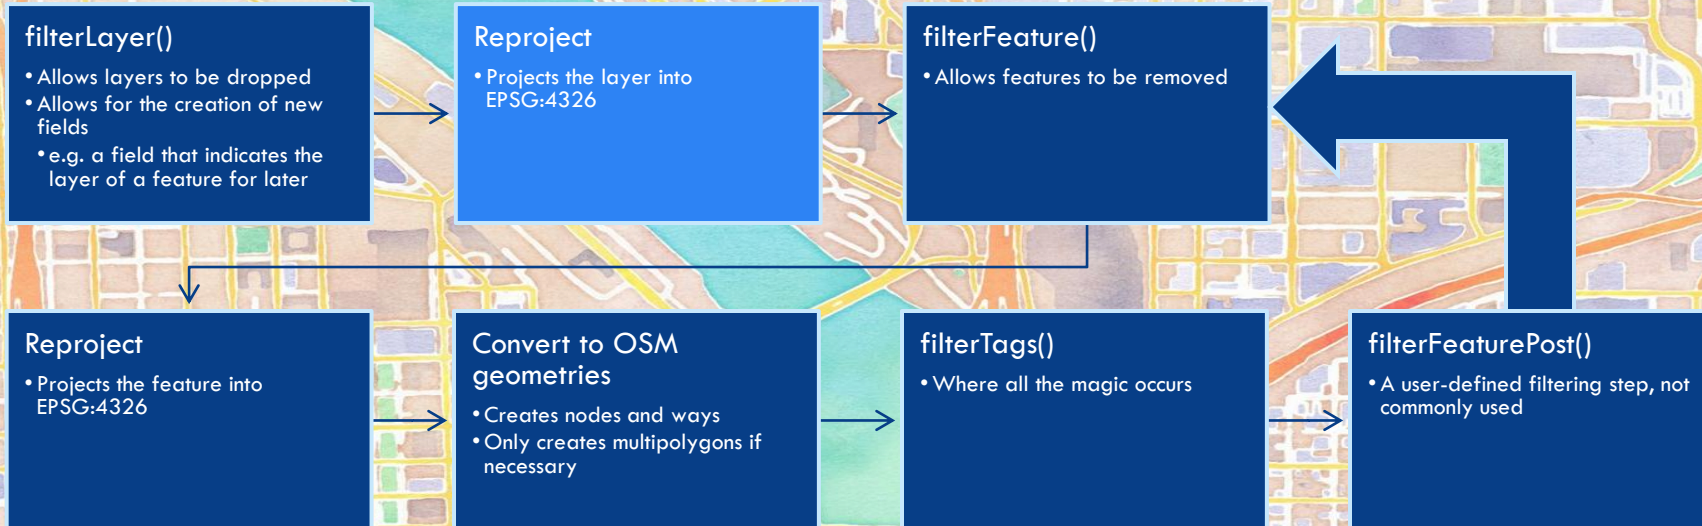 filterLayer()
• Allows layers to be dropped
• Allows for the creation of new
fields
• e.g. a field that indicates the
layer of a feature for later
Reproject
• Projects the layer into
EPSG:4326
filterFeature()
• Allows features to be removed
Reproject
• Projects the feature into
EPSG:4326
Convert to OSM
geometries
• Creates nodes and ways
• Only creates multipolygons if
necessary
filterTags()
• Where all the magic occurs
filterFeaturePost()
• A user-defined filtering step, not
commonly used